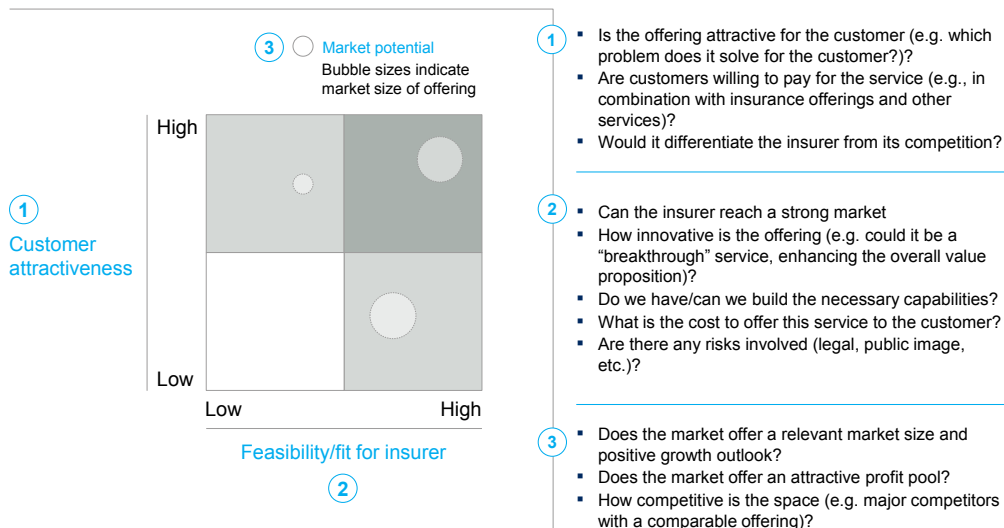 3 Market potential
Bubble sizes indicate
market size of offering
High
1
Customer
attractiveness
Low
Low High
Feasibility/fit for insurer
2
1
▪ Is the offering attractive for the customer (e.g. which
problem does it solve for the customer?)?
▪ Are customers willing to pay for the service (e.g., in
combination with insurance offerings and other
services)?
▪ Would it differentiate the insurer from its competition?
2
▪ Can the insurer reach a strong market
▪ How innovative is the offering (e.g. could it be a
“breakthrough” service, enhancing the overall value
proposition)?
▪ Do we have/can we build the necessary capabilities?
▪ What is the cost to offer this service to the customer?
▪ Are there any risks involved (legal, public image,
etc.)?
3
▪ Does the market offer a relevant market size and
positive growth outlook?
▪ Does the market offer an attractive profit pool?
▪ How competitive is the space (e.g. major competitors
with a comparable offering)?